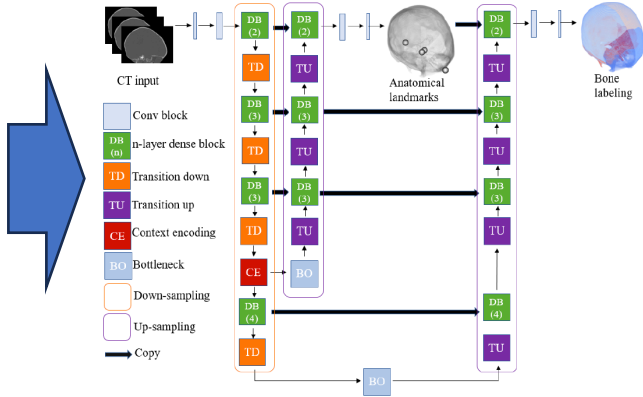 DB
(2)
DB
(2)
DB
(2)
CT input
Anatomical
landmarks
Bone
labeling
TD
TU
TU
Conv block
DB
(3)
DB
(3)
DB
(3)
DB
(n)
n-layer dense block
TD
TU
TU
TD
Transition down
DB
(3)
DB
(3)
DB
(3)
TU
Transition up
TD
TU
TU
CE
Context encoding
CE
BO
BO
Bottleneck
Down-sampling
DB
(4)
DB
(4)
Up-sampling
TD
TU
Copy
BO